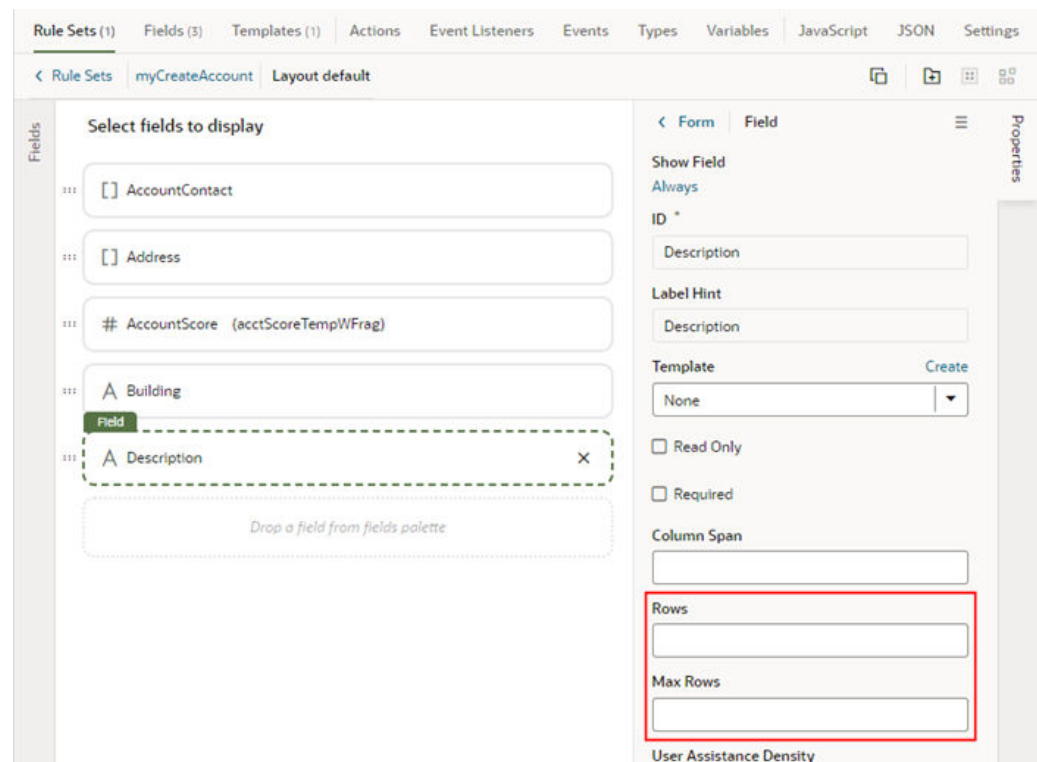 Rule Sets (1) Fields (3) Templates (1) Actions Event Listeners Events Types Variables JavaScript JSON Settings
< Rule Sets myCreateAccount Layout default
Fields
Select fields to display
[] AccountContact
[] Address
# AccountScore (acctScoreTempWFrag)
A Building
Field
A Description
Drop a field from fields palette
< Form Field
Properties
Show Field
Always
ID *
Description
Label Hint
Description
Template Create
None
Read Only
Required
Column Span
Rows
Max Rows
User Assistance Density